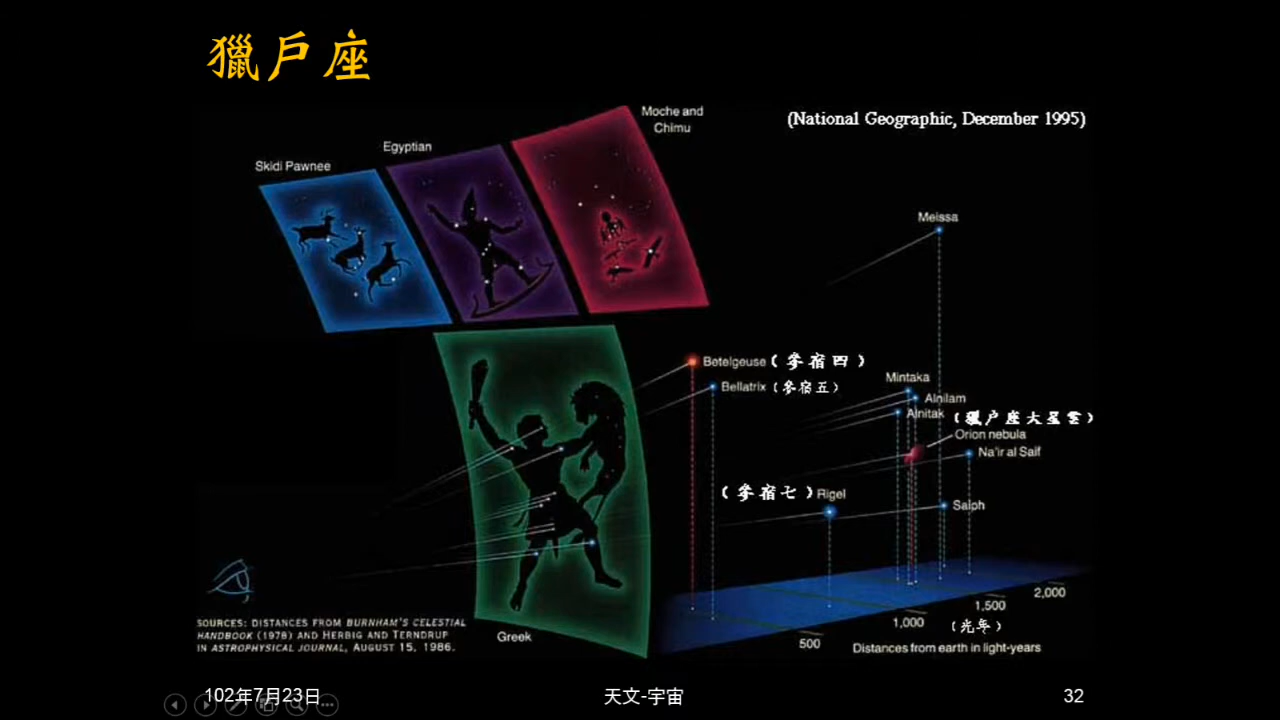 獵戶座
(National Geographic, December 1995)
Moche and
Chimu
Egyptian
Skidi Pawnee
Meissa
Betelgeuse(參宿四)
Bellatrix(參宿五)
Mintaka
Alnilam
Alnitak
(獵戶座大星雲)
Orion nebula
Na'ir al Saif
(參宿七)Rigel
Saiph
2,000
1,500
1,000
(光年)
500
Distances from earth in light-years
Greek
SOURCES: DISTANCES FROM BURNHAM'S CELESTIAL
HANDBOOK (1978) AND HERBIG AND TERNDRUP
IN ASTROPHYSICAL JOURNAL, AUGUST 15, 1986.
102年7月23日
天文-宇宙
32